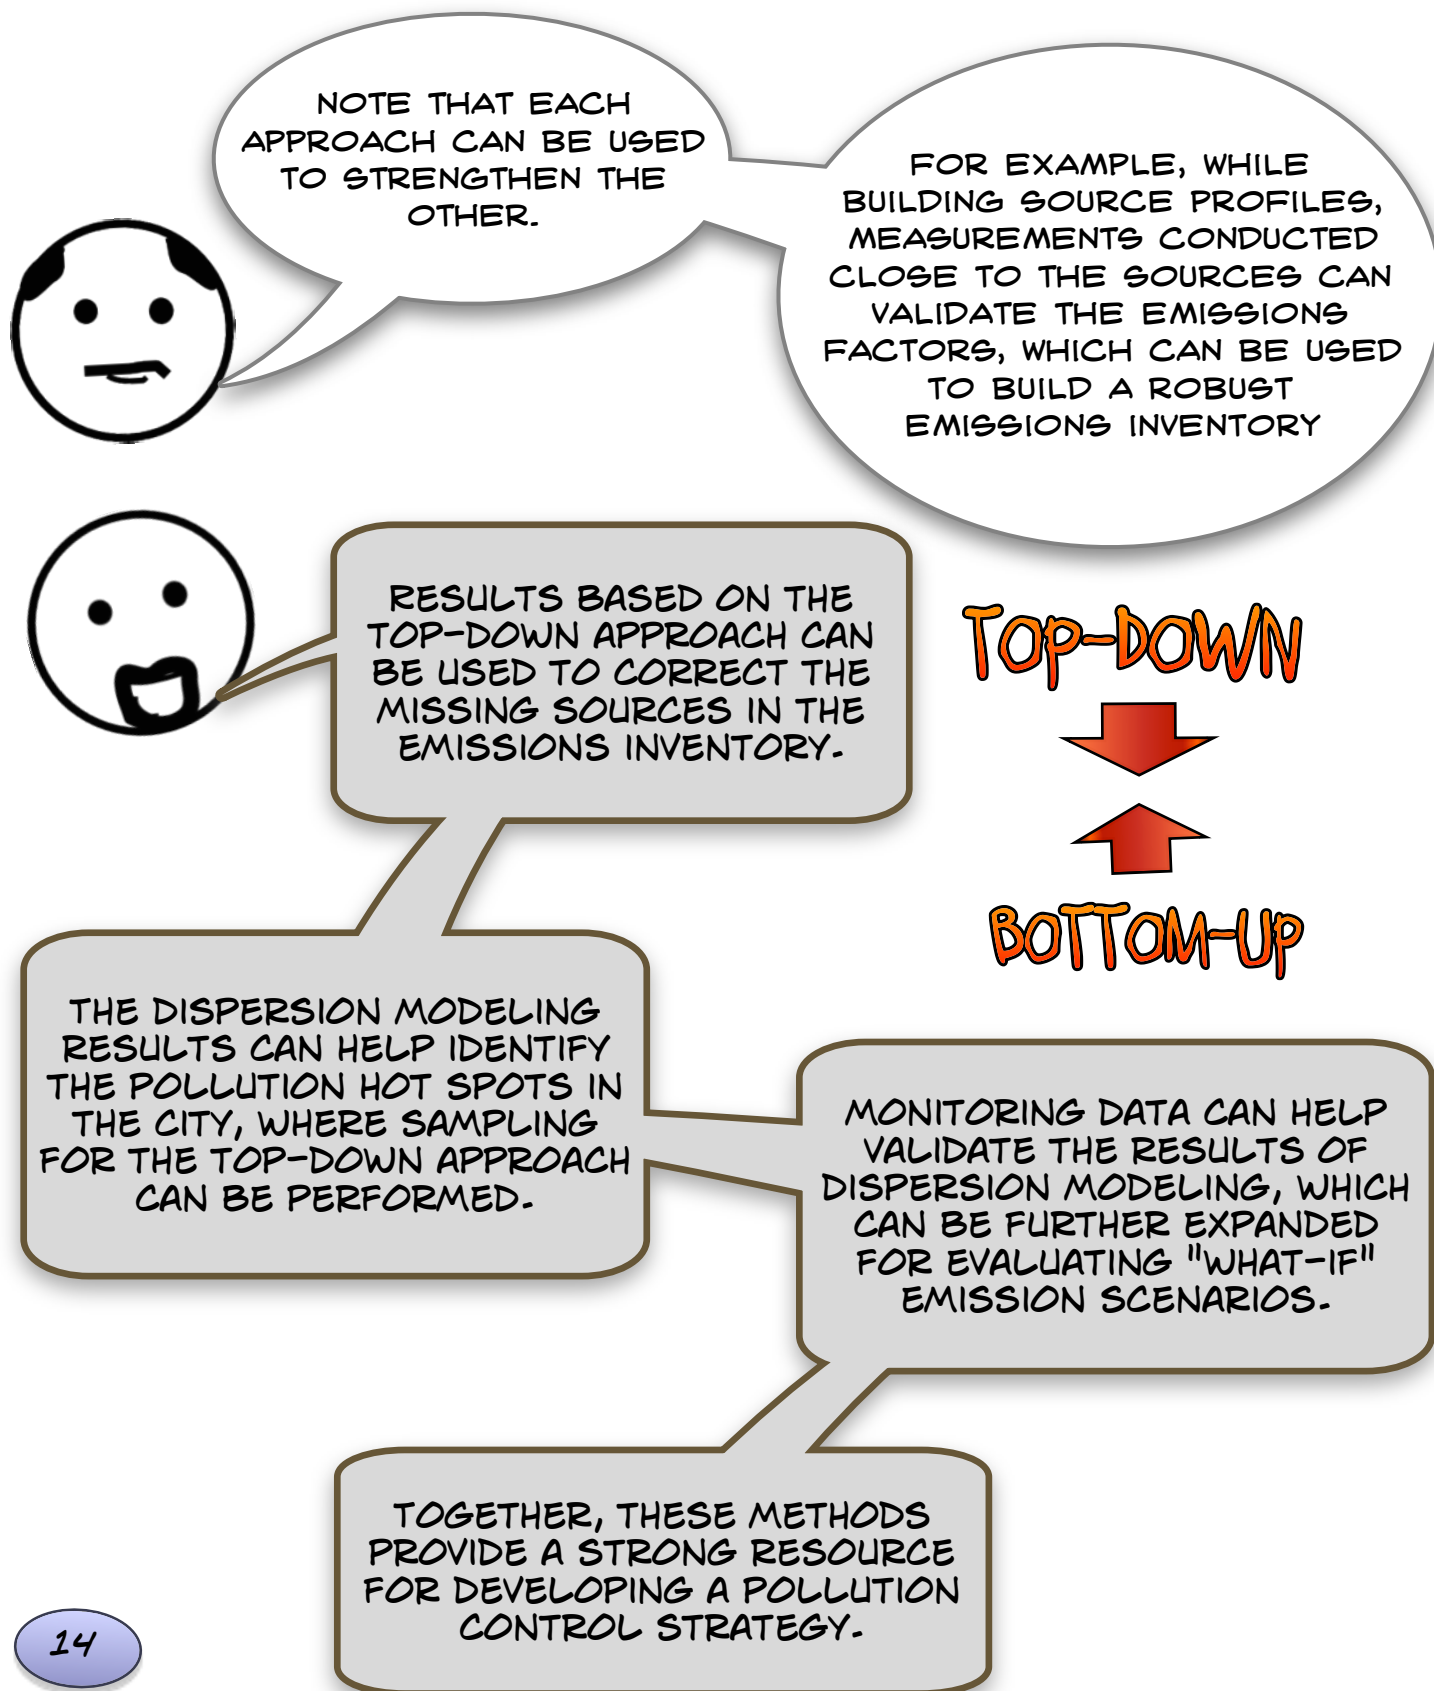 NOTE THAT EACH
APPROACH CAN BE USED
TO STRENGTHEN THE
OTHER.
FOR EXAMPLE, WHILE
BUILDING SOURCE PROFILES,
MEASUREMENTS CONDUCTED
CLOSE TO THE SOURCES CAN
VALIDATE THE EMISSIONS
FACTORS, WHICH CAN BE USED
TO BUILD A ROBUST
EMISSIONS INVENTORY
RESULTS BASED ON THE
TOP-DOWN APPROACH CAN
BE USED TO CORRECT THE
MISSING SOURCES IN THE
EMISSIONS INVENTORY.
TOP-DOWN
BOTTOM-UP
THE DISPERSION MODELING
RESULTS CAN HELP IDENTIFY
THE POLLUTION HOT SPOTS IN
THE CITY, WHERE SAMPLING
FOR THE TOP-DOWN APPROACH
CAN BE PERFORMED.
MONITORING DATA CAN HELP
VALIDATE THE RESULTS OF
DISPERSION MODELING, WHICH
CAN BE FURTHER EXPANDED
FOR EVALUATING "WHAT-IF"
EMISSION SCENARIOS.
TOGETHER, THESE METHODS
PROVIDE A STRONG RESOURCE
FOR DEVELOPING A POLLUTION
CONTROL STRATEGY.
14